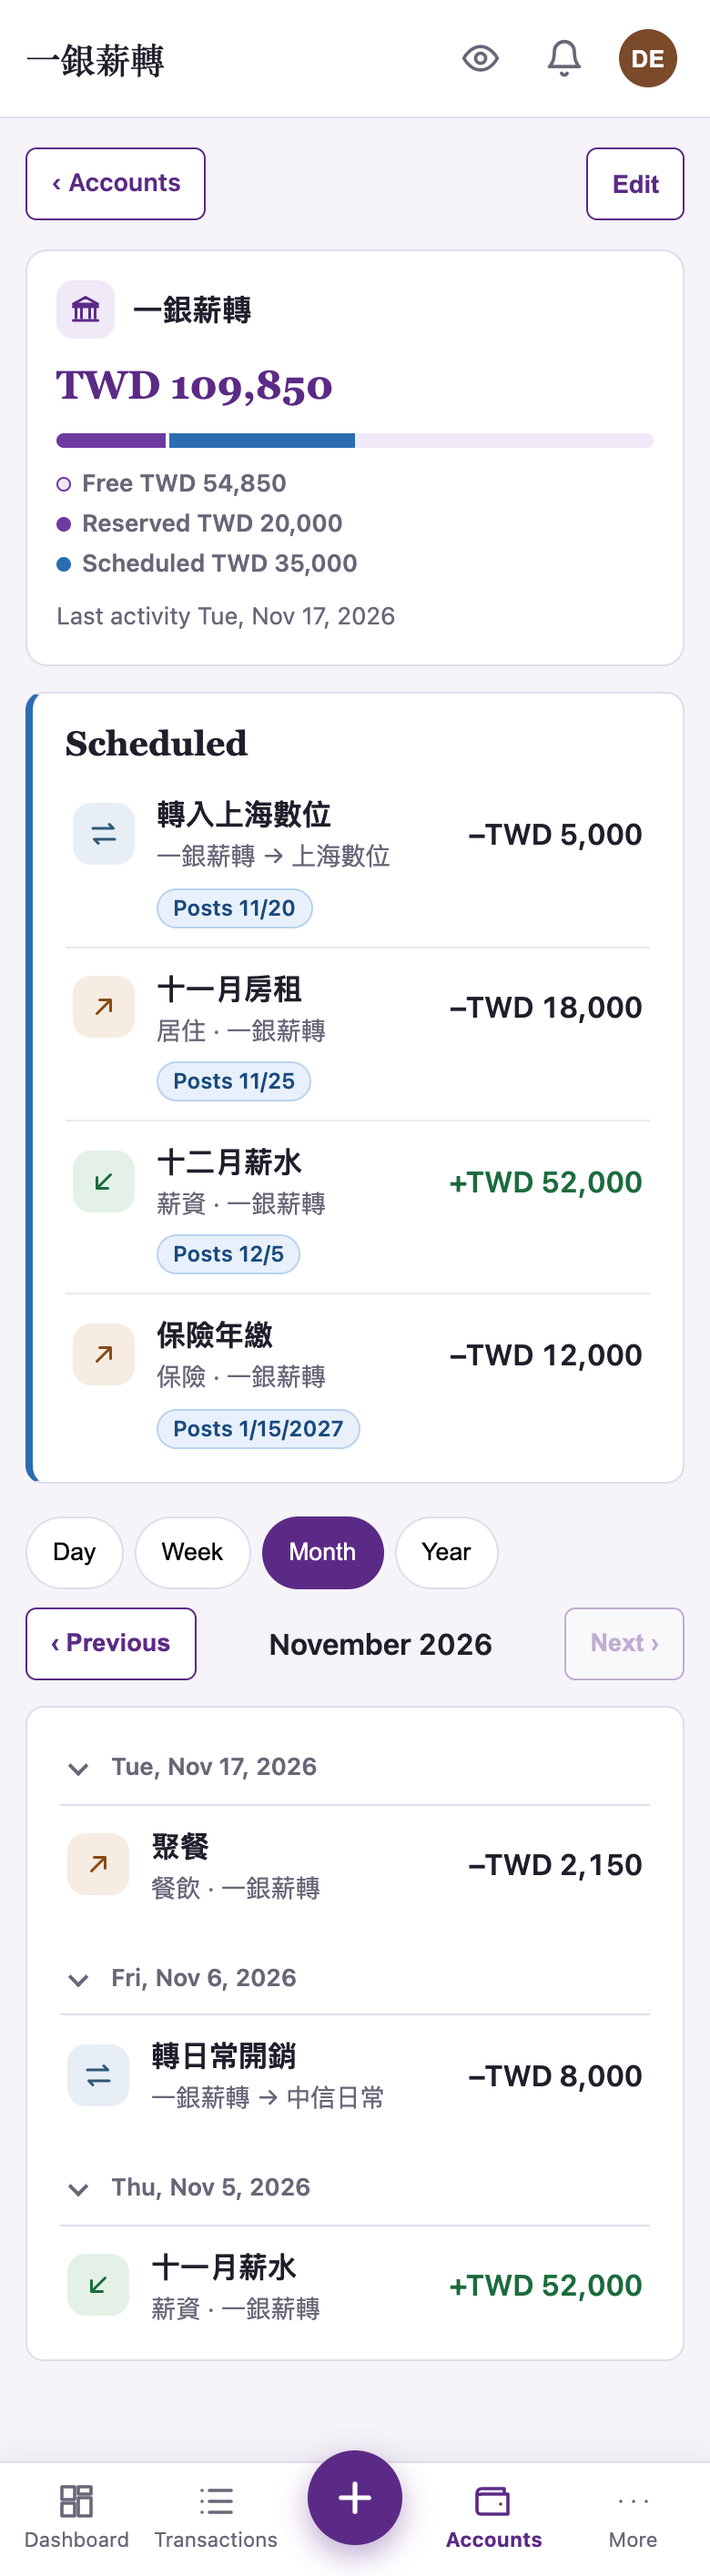 一銀薪轉
DE
‹ Accounts
Edit
一銀薪轉
TWD 109,850
Free TWD 54,850
Reserved TWD 20,000
Scheduled TWD 35,000
Last activity Tue, Nov 17, 2026
Scheduled
轉入上海數位
–TWD 5,000
一銀薪轉 → 上海數位
Posts 11/20
十一月房租
–TWD 18,000
居住 · 一銀薪轉
Posts 11/25
十二月薪水
+TWD 52,000
薪資 · 一銀薪轉
Posts 12/5
保險年繳
–TWD 12,000
保險 · 一銀薪轉
Posts 1/15/2027
Day
Week
Month
Year
‹ Previous
November 2026
Next ›
Tue, Nov 17, 2026
聚餐
–TWD 2,150
餐飲 · 一銀薪轉
Fri, Nov 6, 2026
轉日常開銷
–TWD 8,000
一銀薪轉 → 中信日常
Thu, Nov 5, 2026
十一月薪水
+TWD 52,000
薪資 · 一銀薪轉
Dashboard
Transactions
Accounts
More